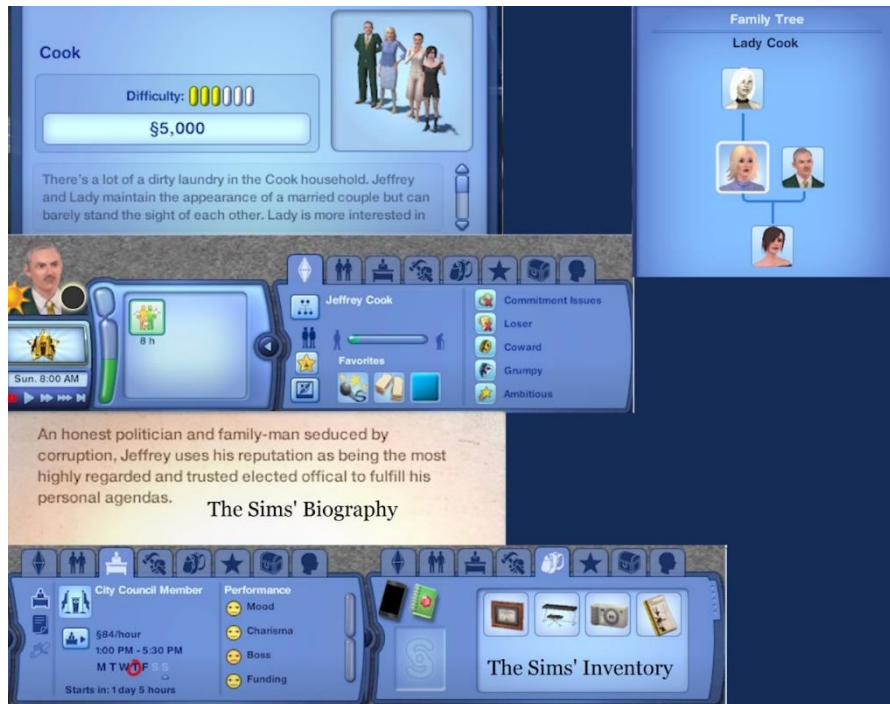 Cook
Difficulty:
§5,000
There's a lot of a dirty laundry in the Cook household. Jeffrey
and Lady maintain the appearance of a married couple but can
barely stand the sight of each other. Lady is more interested in
Family Tree
Lady Cook
8 h
Sun. 8:00 AM
Jeffrey Cook
Favorites
Commitment Issues
Loser
Coward
Grumpy
Ambitious
An honest politician and family-man seduced by
corruption, Jeffrey uses his reputation as being the most
highly regarded and trusted elected offical to fulfill his
personal agendas.
The Sims' Biography
City Council Member
§84/hour
1:00 PM - 5:30 PM
M T W T F S S
Starts in: 1 day 5 hours
Performance
Mood
Charisma
Boss
Funding
The Sims' Inventory